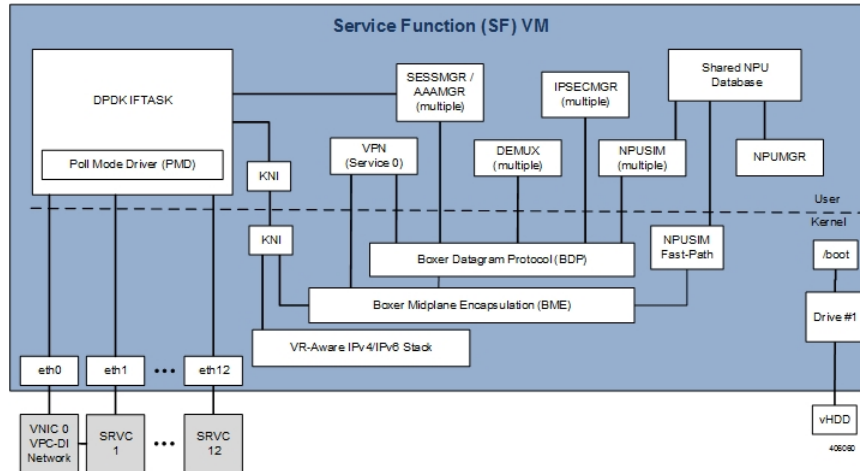 Service Function (SF) VM
DPDK IFTASK
Poll Mode Driver (PMD)
SESSMGR /
AAAMGR
(multiple)
IPSECMGR
(multiple)
Shared NPU
Database
VPN
(Service 0)
DEMUX
(multiple)
NPUSIM
(multiple)
NPUMGR
KNI
User
Kernel
KNI
Boxer Datagram Protocol (BDP)
NPUSIM
Fast-Path
/boot
Boxer Midplane Encapsulation (BME)
Drive #1
VR-Aware IPv4/IPv6 Stack
eth0
eth1
•••
eth12
VNIC 0
VPC-DI
Network
SRVC
1
•••
SRVC
12
vHDD
406060